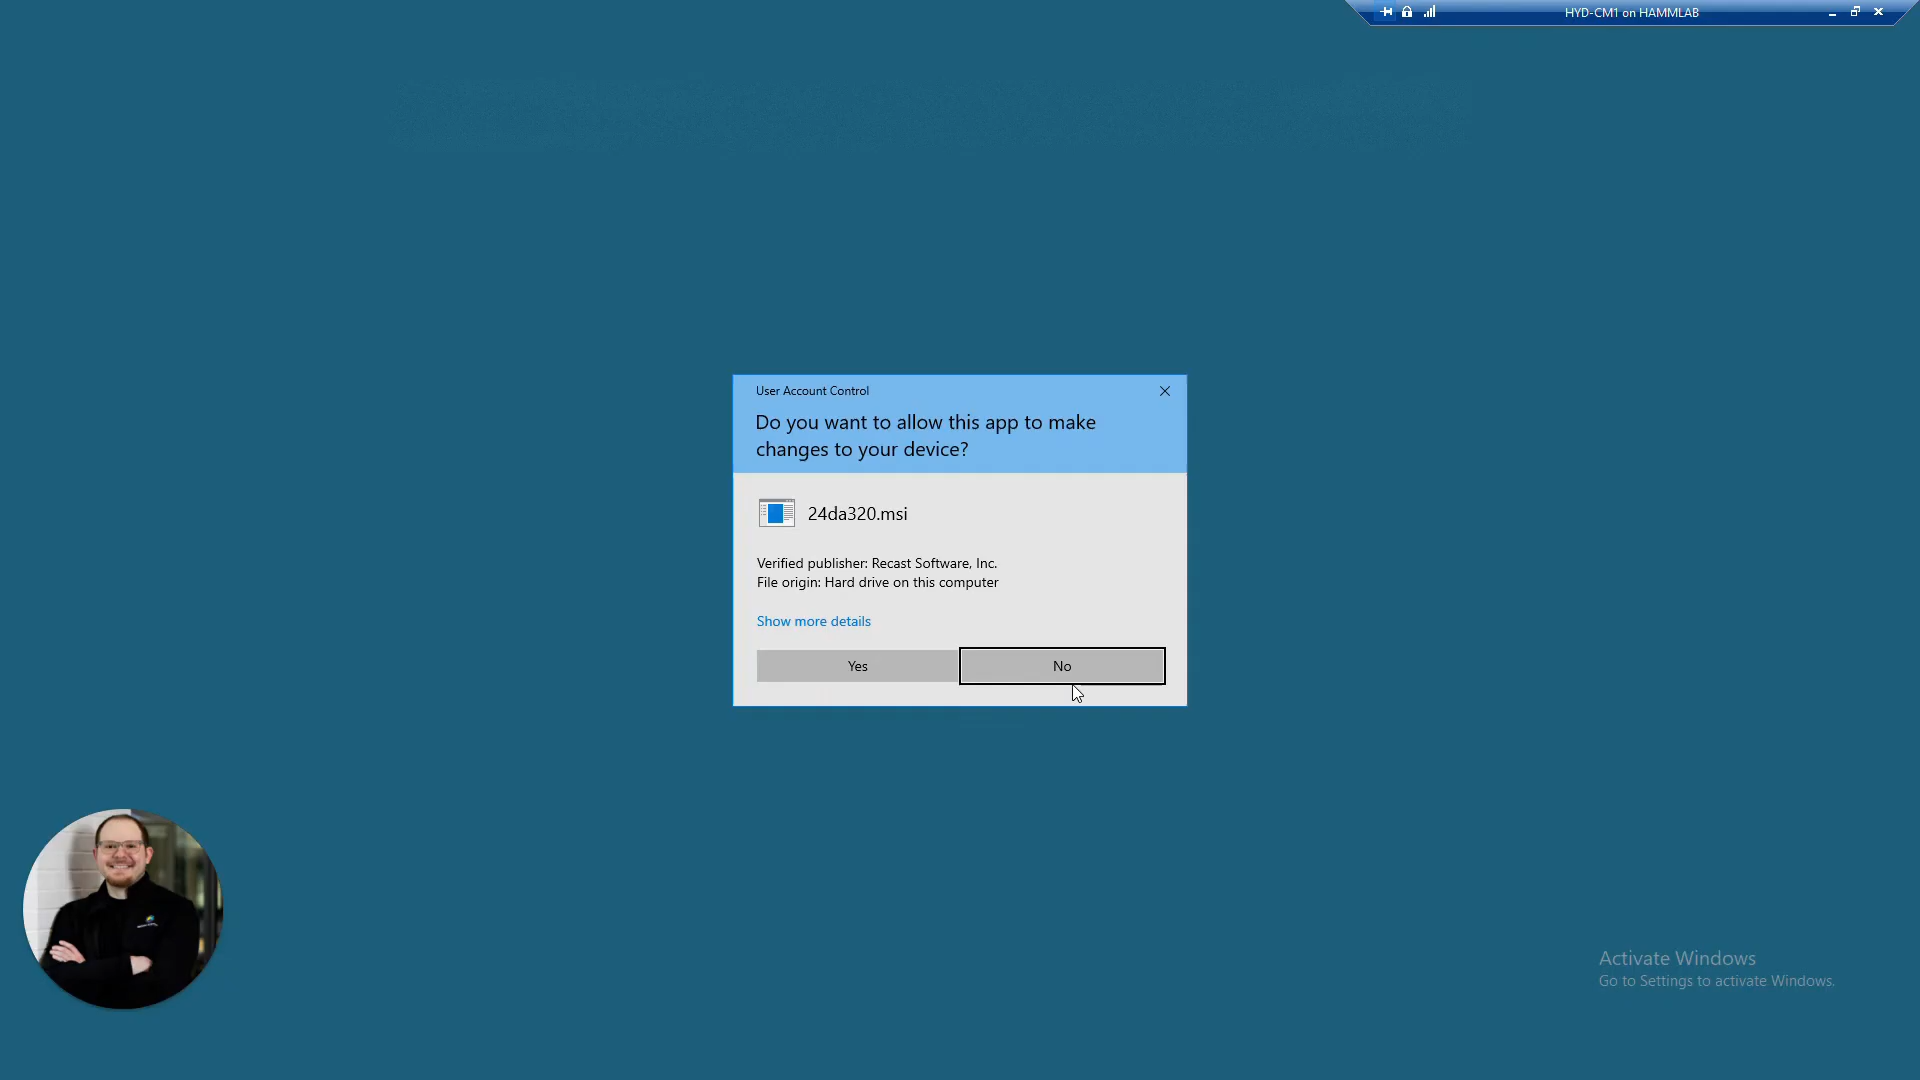 HYD-CM1 on HAMMLAB
User Account Control
Do you want to allow this app to make
changes to your device?
24da320.msi
Verified publisher: Recast Software, Inc.
File origin: Hard drive on this computer
Show more details
Yes
No
Activate Windows
Go to Settings to activate Windows.